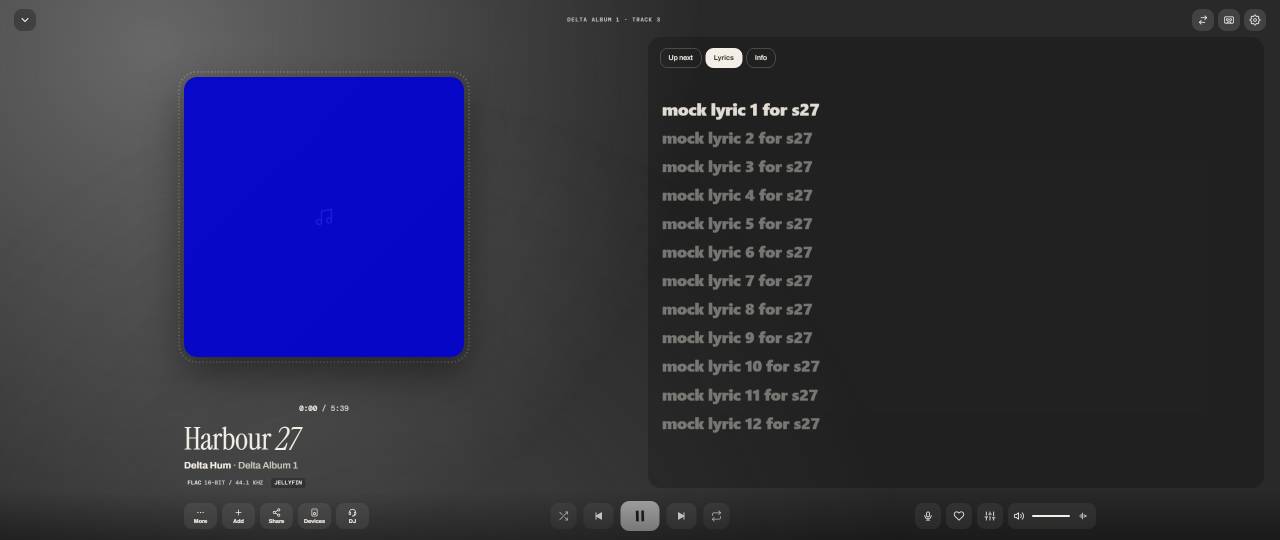 DELTA ALBUM 1 · TRACK 3
Up next
Lyrics
Info
mock lyric 1 for s27
mock lyric 2 for s27
mock lyric 3 for s27
mock lyric 4 for s27
mock lyric 5 for s27
mock lyric 6 for s27
mock lyric 7 for s27
mock lyric 8 for s27
mock lyric 9 for s27
mock lyric 10 for s27
mock lyric 11 for s27
mock lyric 12 for s27
0:00 / 5:39
Harbour 27
Delta Hum · Delta Album 1
FLAC 16-BIT / 44.1 KHZ JELLYFIN
More
Add
Share
Devices
DJ